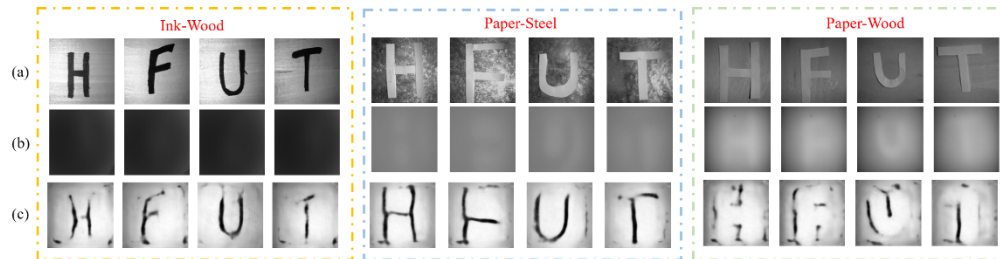 Ink-Wood Paper-Steel Paper-Wood
(a) H F U T H F U T H F U T
(b)
(c) H F U T H F U T H F U T